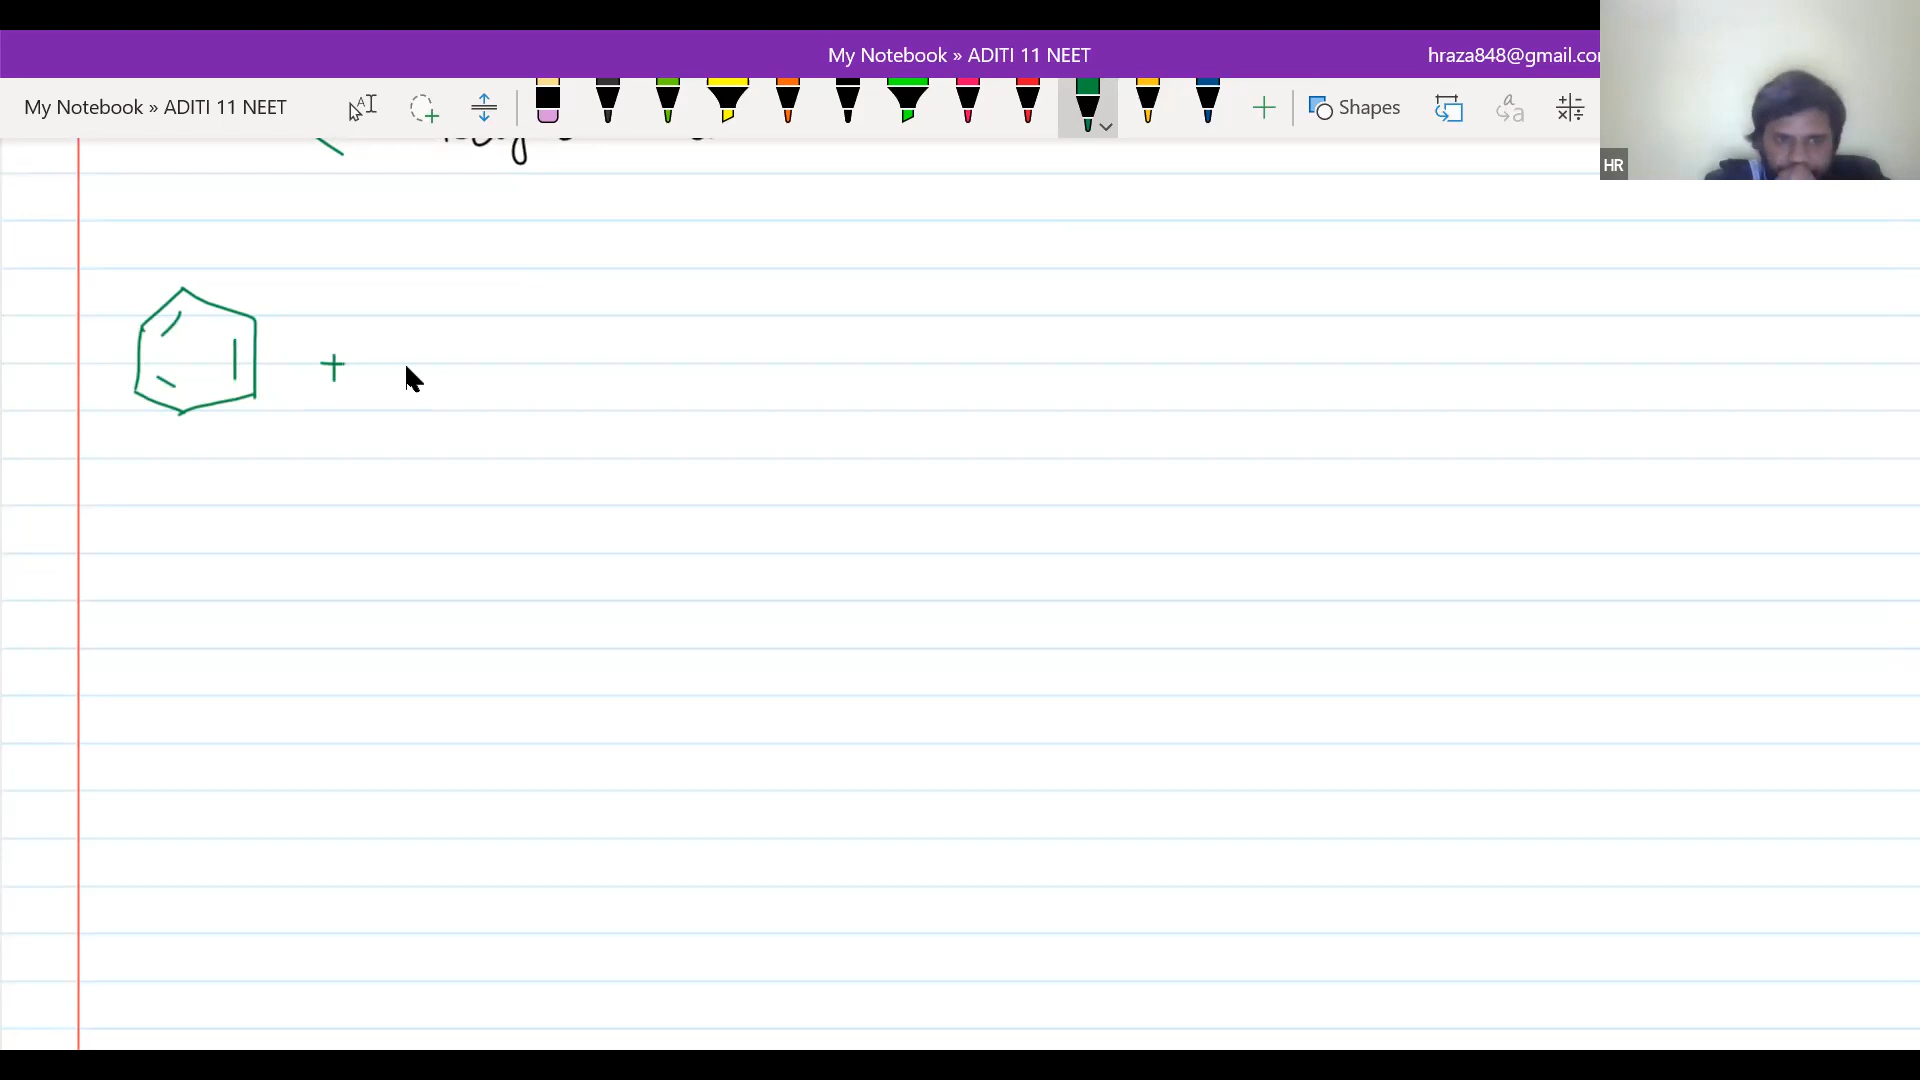 My Notebook » ADITI 11 NEET
hraza848@gmail.co
My Notebook » ADITI 11 NEET
Shapes
HR
+